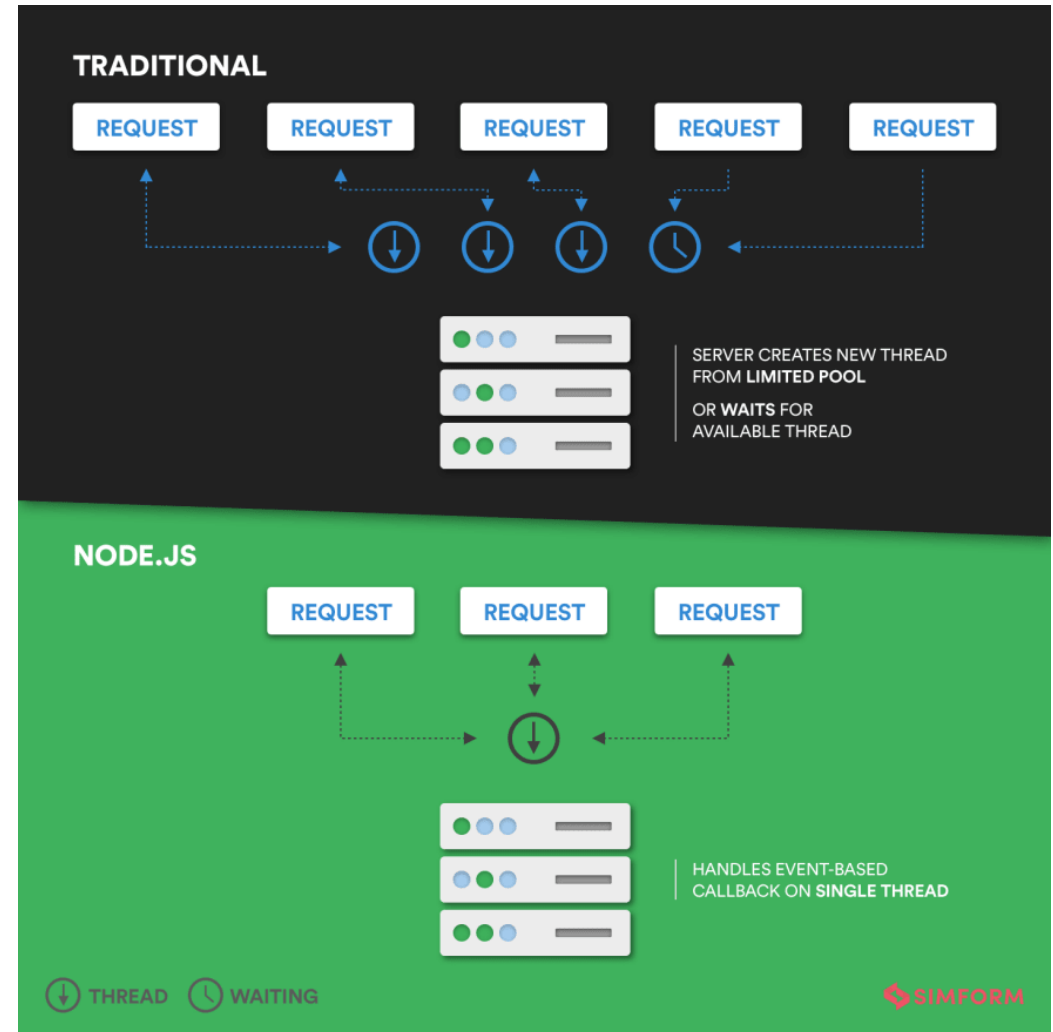 TRADITIONAL
REQUEST
REQUEST
REQUEST
REQUEST
REQUEST
SERVER CREATES NEW THREAD
FROM LIMITED POOL
OR WAITS FOR
AVAILABLE THREAD
NODE.JS
REQUEST
REQUEST
REQUEST
HANDLES EVENT-BASED
CALLBACK ON SINGLE THREAD
THREAD
WAITING
SIMFORM